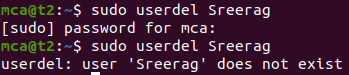 mca@t2:~$ sudo userdel Sreerag
[sudo] password for mca:
mca@t2:~$ sudo userdel Sreerag
userdel: user 'Sreerag' does not exist